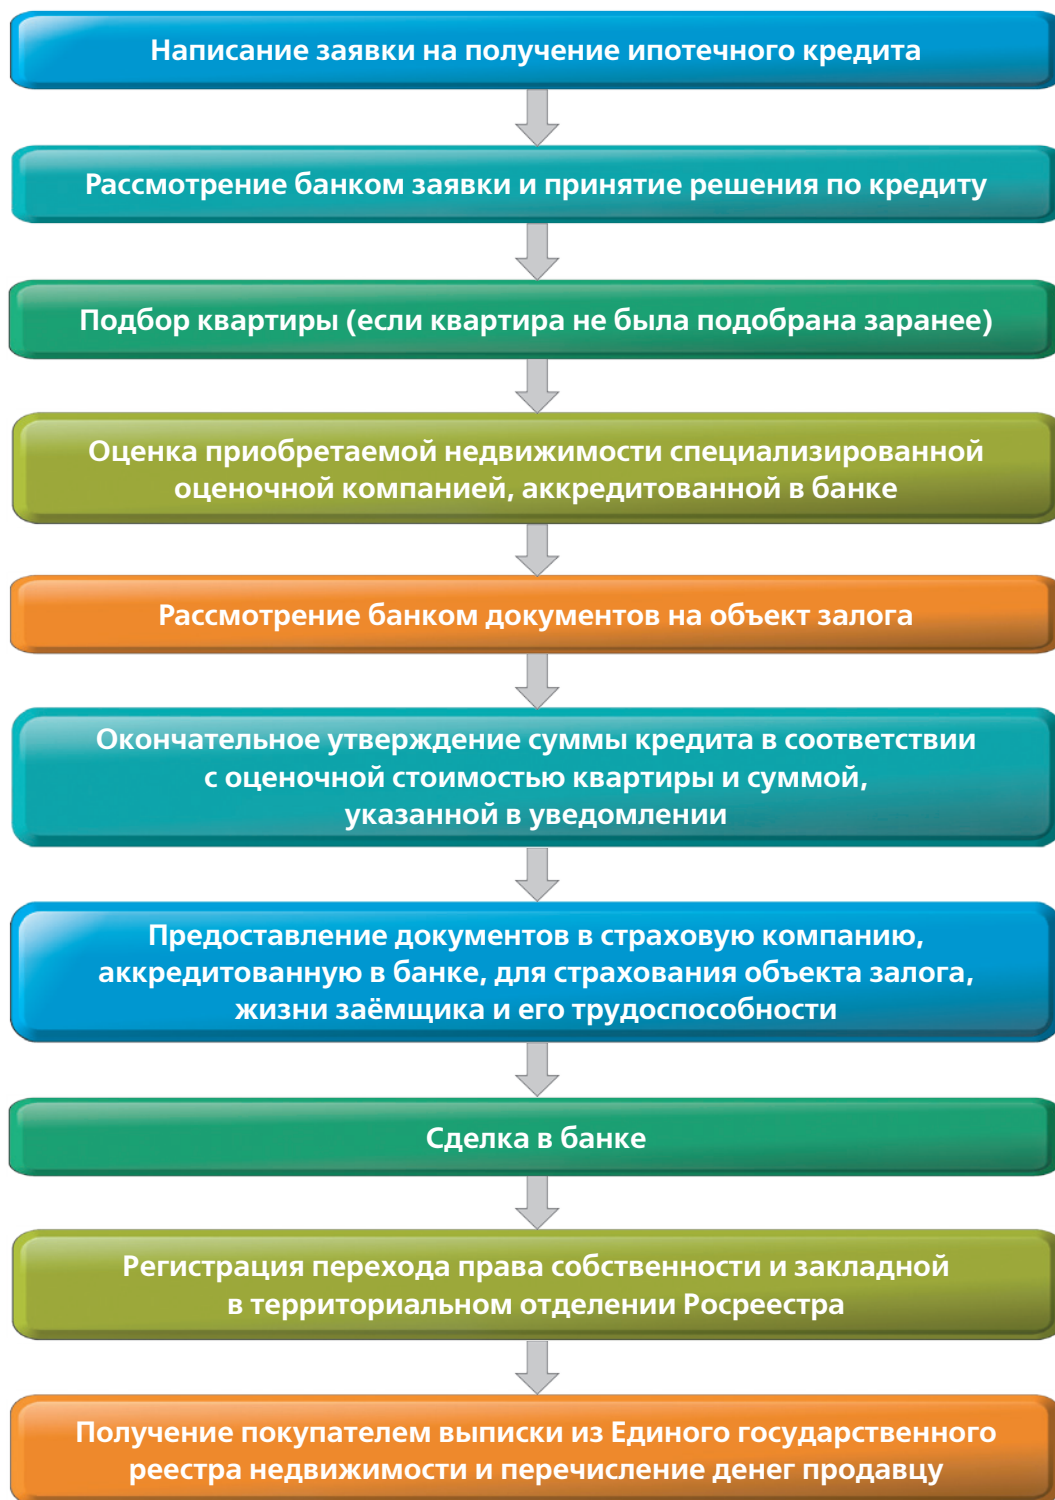 Написание заявки на получение ипотечного кредита
Рассмотрение банком заявки и принятие решения по кредиту
Подбор квартиры (если квартира не была подобрана заранее)
Оценка приобретаемой недвижимости специализированной
оценочной компанией, аккредитованной в банке
Рассмотрение банком документов на объект залога
Окончательное утверждение суммы кредита в соответствии
с оценочной стоимостью квартиры и суммой,
указанной в уведомлении
Предоставление документов в страховую компанию,
аккредитованную в банке, для страхования объекта залога,
жизни заёмщика и его трудоспособности
Сделка в банке
Регистрация перехода права собственности и закладной
в территориальном отделении Росреестра
Получение покупателем выписки из Единого государственного
реестра недвижимости и перечисление денег продавцу